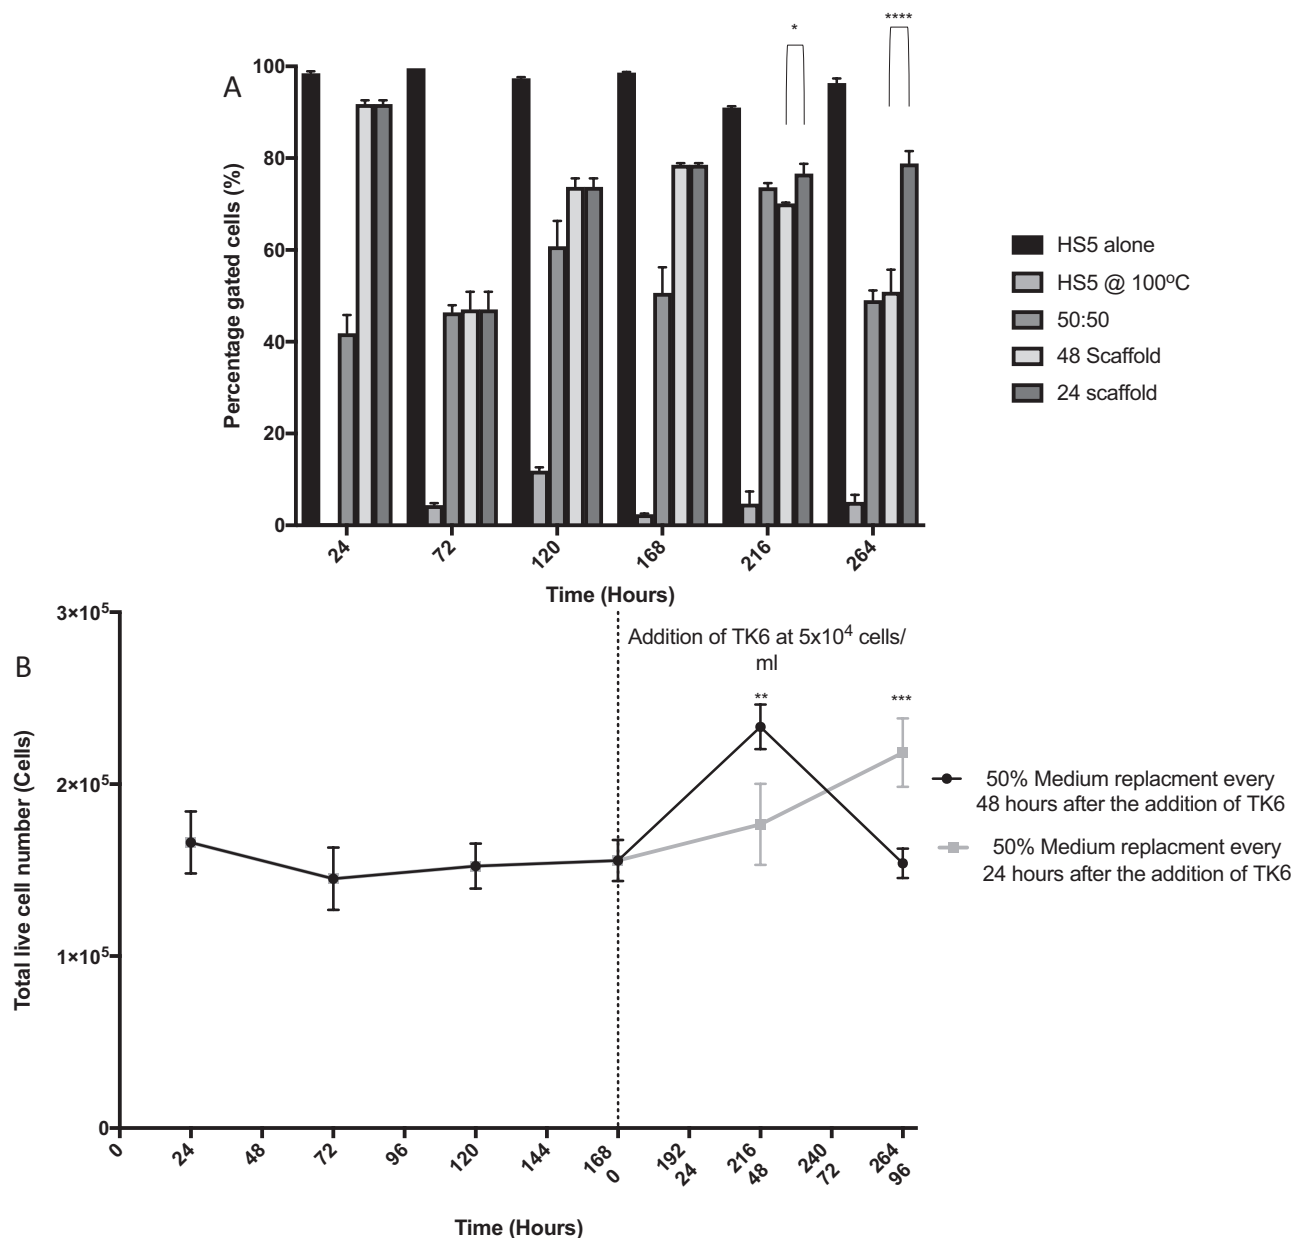 A
*
****
100
80
60
40
20
0
Percentage gated cells (%)
24
72
120
168
216
264
Time (Hours)
HS5 alone
HS5 @ 100ºC
50:50
48 Scaffold
24 scaffold
B
3×10⁵
2×10⁵
1×10⁵
0
Total live cell number (Cells)
Addition of TK6 at 5x10⁴ cells/
ml
**
***
0
24
48
72
96
120
144
168
0
192
24
216
48
240
72
264
96
Time (Hours)
50% Medium replacment every
48 hours after the addition of TK6
50% Medium replacment every
24 hours after the addition of TK6